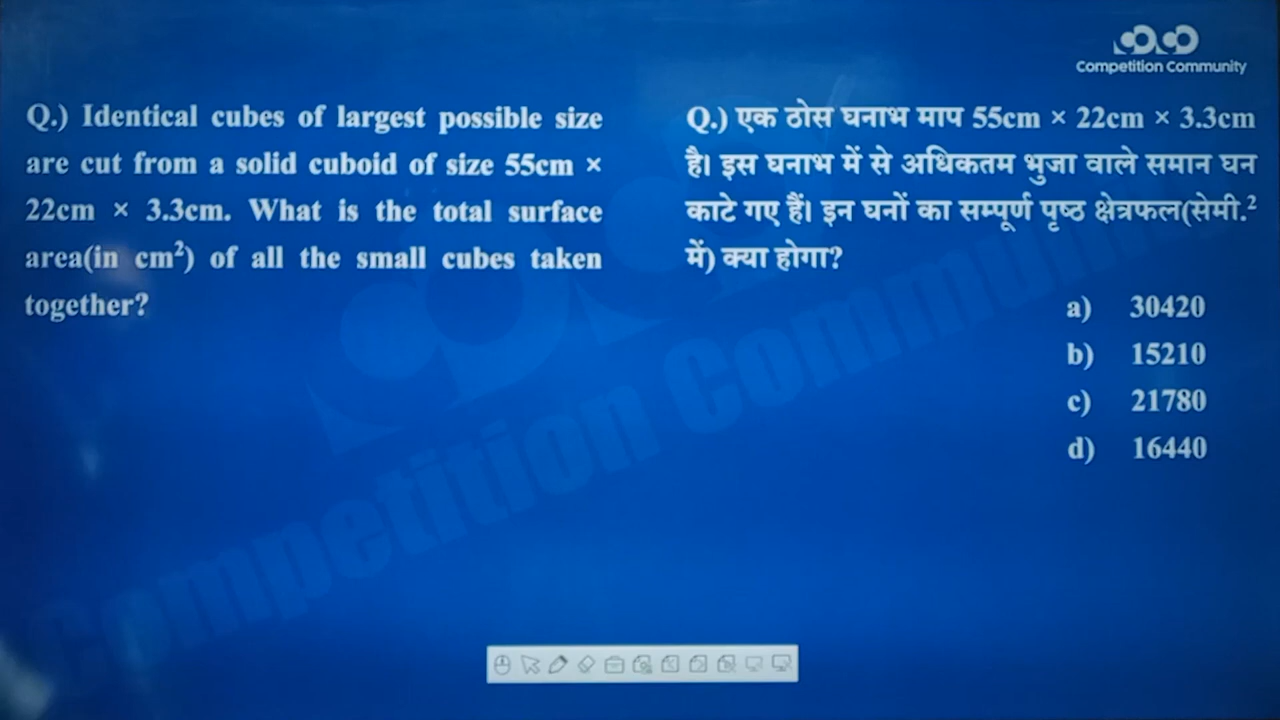 Competition Community
Q.) Identical cubes of largest possible size
are cut from a solid cuboid of size 55cm ×
22cm × 3.3cm. What is the total surface
area(in cm²) of all the small cubes taken
together?
Q.) एक ठोस घनाभ माप 55cm × 22cm × 3.3cm
है। इस घनाभ में से अधिकतम भुजा वाले समान घन
काटे गए हैं। इन घनों का सम्पूर्ण पृष्ठ क्षेत्रफल(सेमी.²
में) क्या होगा?
a) 30420
b) 15210
c) 21780
d) 16440
Competition Community